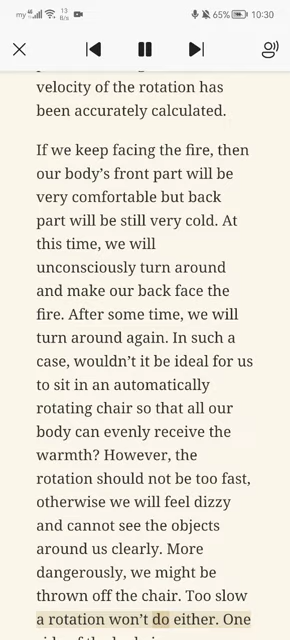 my 4G 13 B/s 65% 10:30
velocity of the rotation has
been accurately calculated.
If we keep facing the fire, then
our body’s front part will be
very comfortable but back
part will be still very cold. At
this time, we will
unconsciously turn around
and make our back face the
fire. After some time, we will
turn around again. In such a
case, wouldn’t it be ideal for us
to sit in an automatically
rotating chair so that all our
body can evenly receive the
warmth? However, the
rotation should not be too fast,
otherwise we will feel dizzy
and cannot see the objects
around us clearly. More
dangerously, we might be
thrown off the chair. Too slow
a rotation won’t do either. One